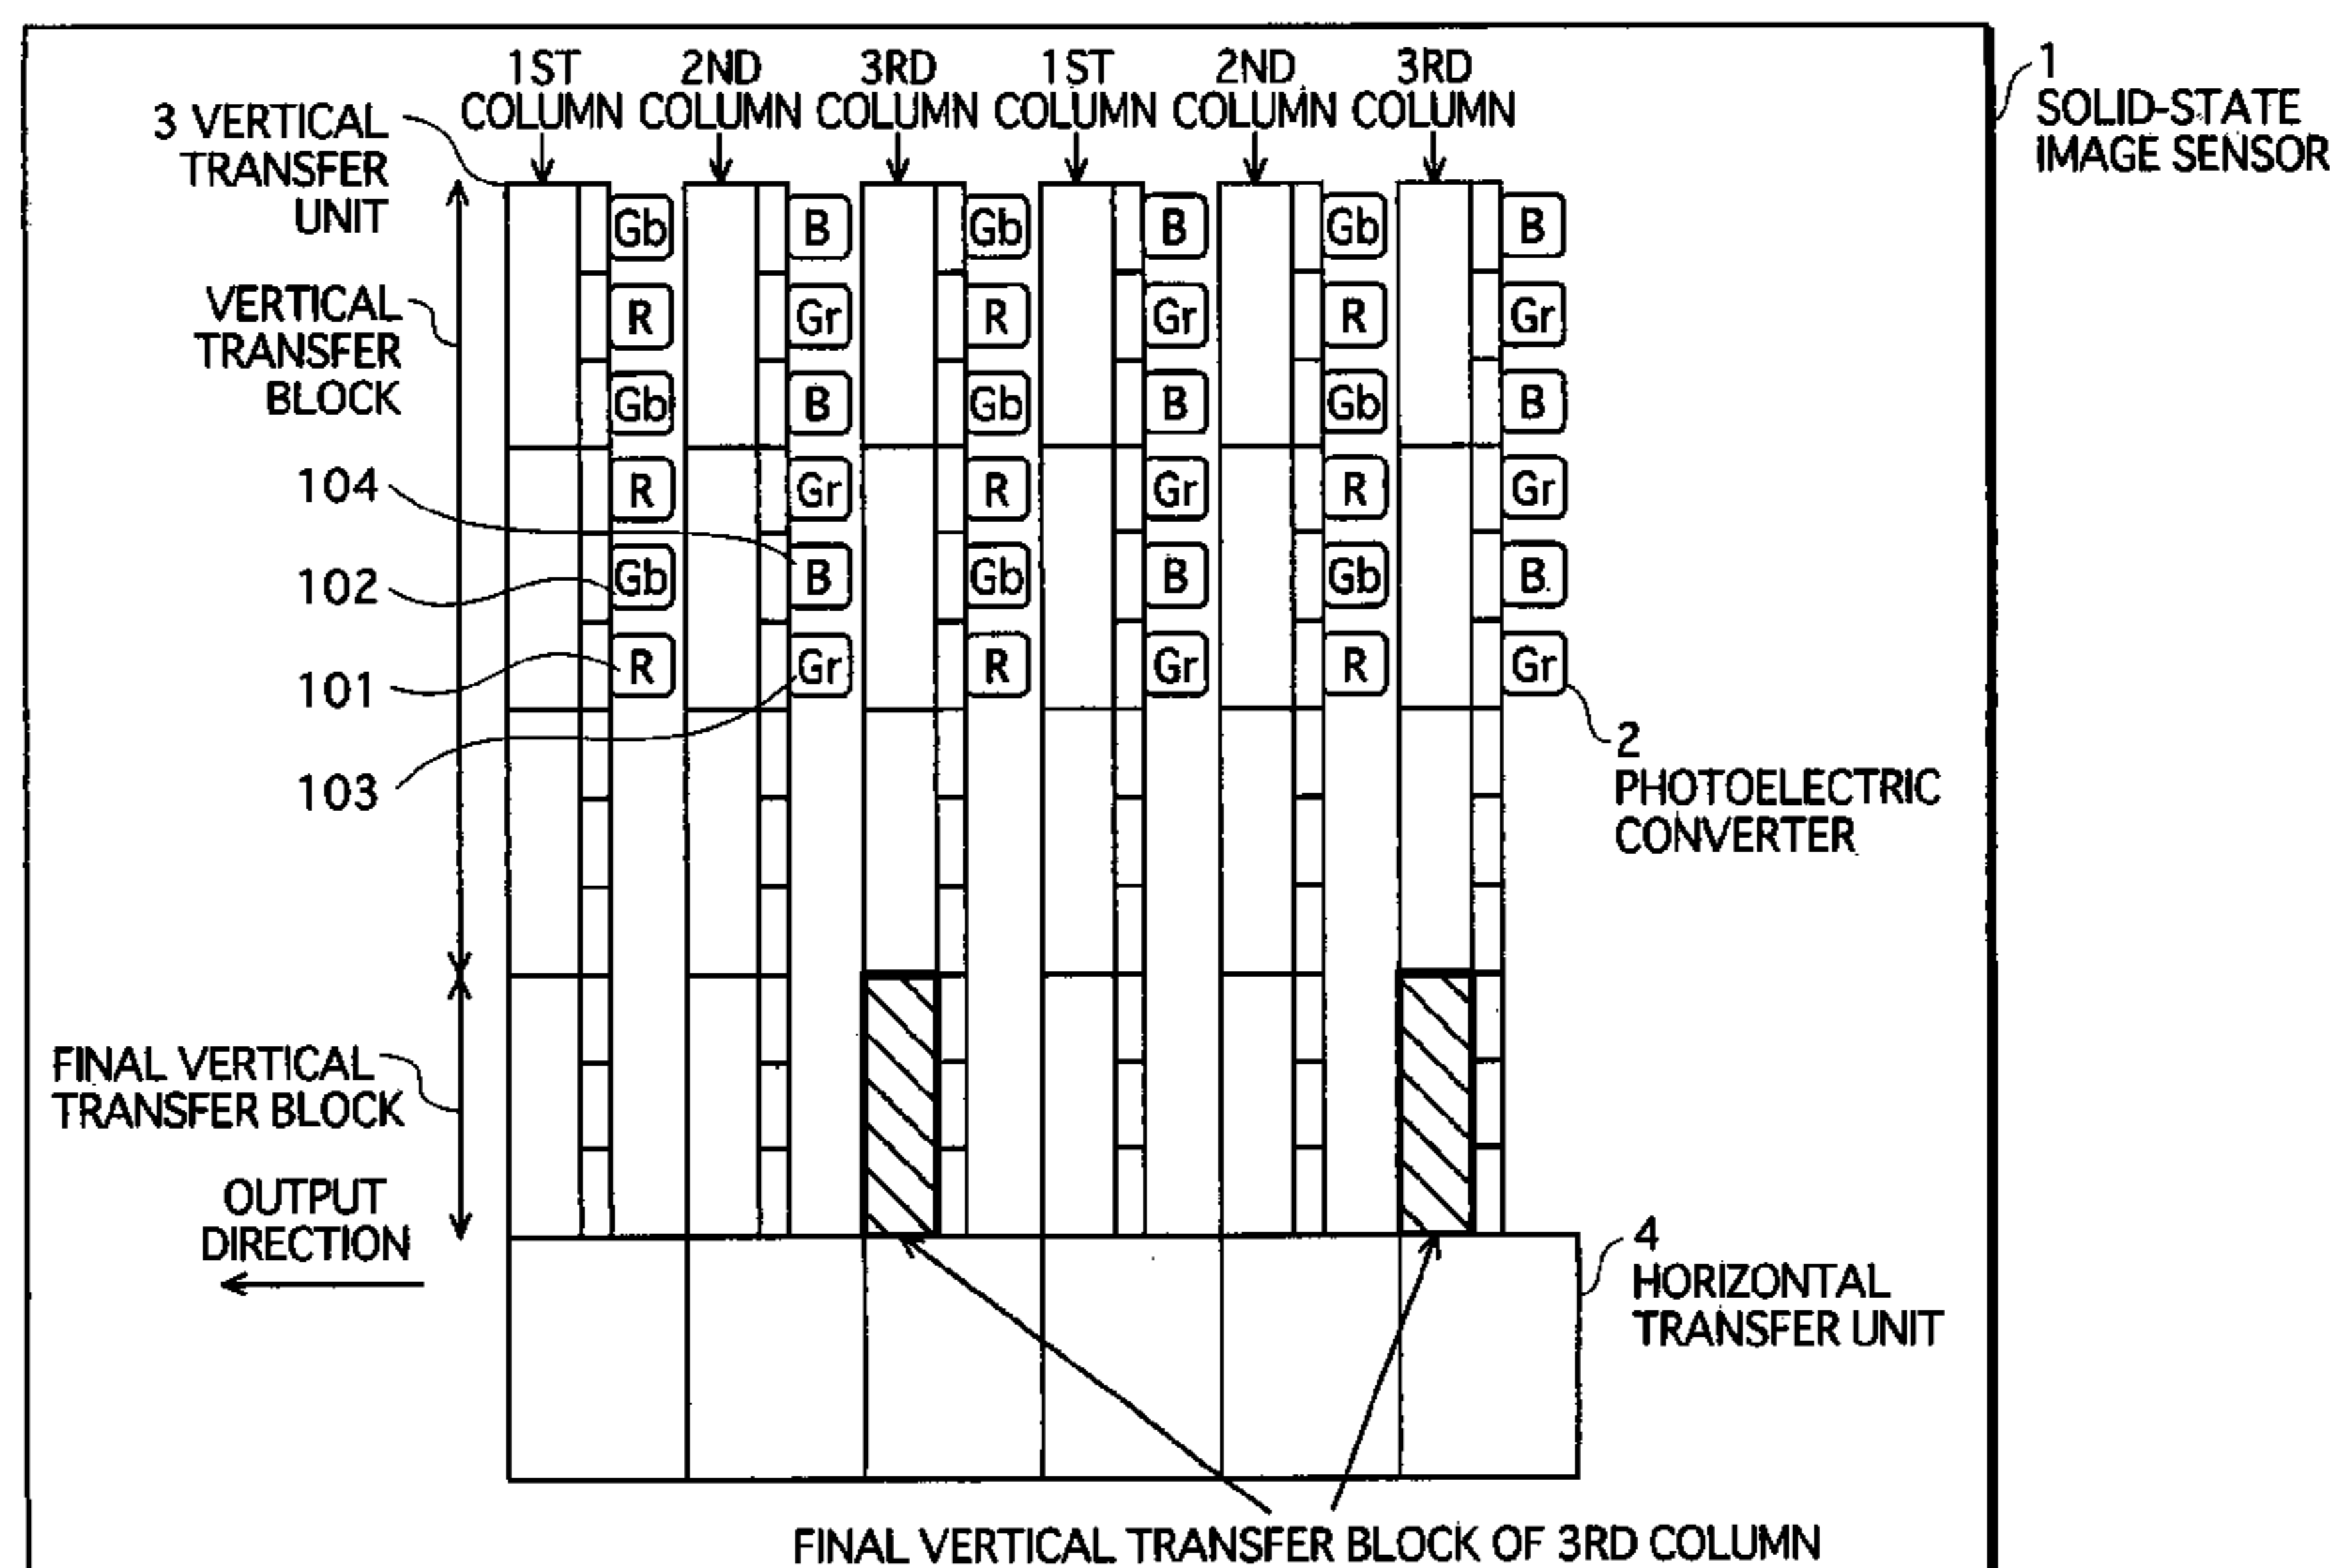 1ST COLUMN
2ND COLUMN
3RD COLUMN
1ST COLUMN
2ND COLUMN
3RD COLUMN
1
SOLID-STATE
IMAGE SENSOR
3 VERTICAL
TRANSFER
UNIT
VERTICAL
TRANSFER
BLOCK
Gb B Gb B Gb B
R Gr R Gr R Gr
Gb B Gb B Gb B
104
R Gr R Gr R Gr
102
Gb B Gb B Gb B
101
R Gr R Gr R Gr
103
2
PHOTOELECTRIC
CONVERTER
FINAL VERTICAL
TRANSFER BLOCK
OUTPUT
DIRECTION
4
HORIZONTAL
TRANSFER UNIT
FINAL VERTICAL TRANSFER BLOCK OF 3RD COLUMN